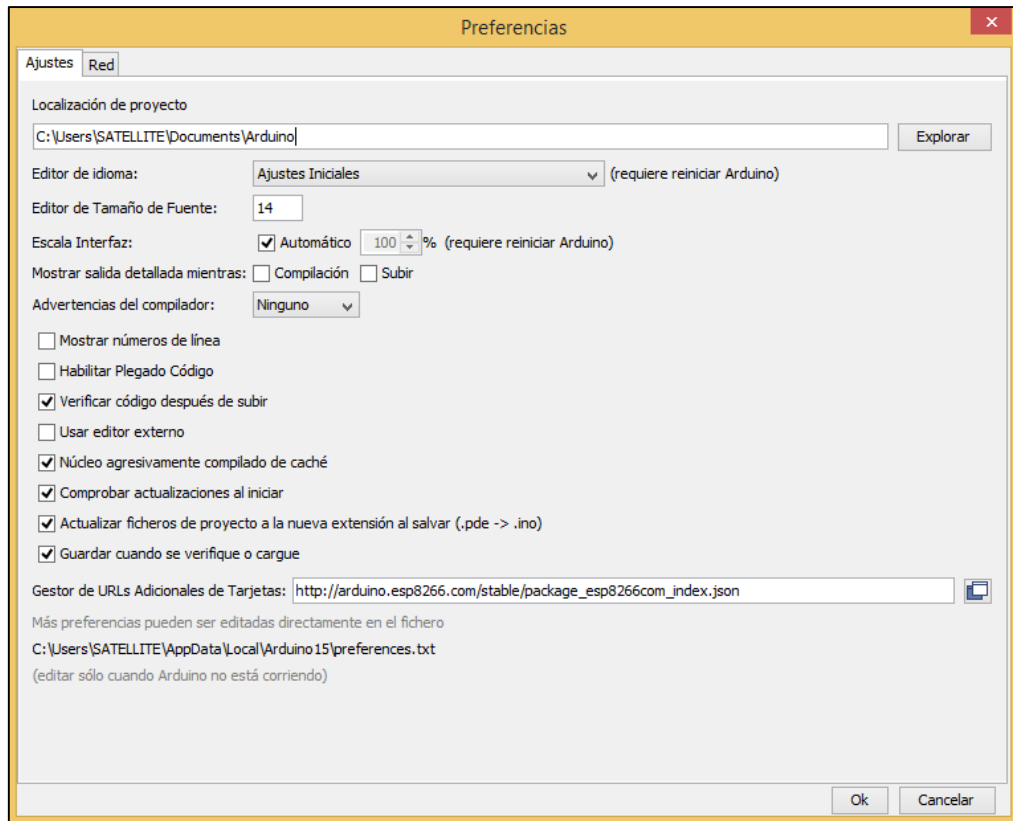 Preferencias
Ajustes Red
Localización de proyecto
C:\Users\SATELLITE\Documents\Arduino Explorar
Editor de idioma: Ajustes Iniciales (requiere reiniciar Arduino)
Editor de Tamaño de Fuente: 14
Escala Interfaz: Automático 100 % (requiere reiniciar Arduino)
Mostrar salida detallada mientras: Compilación Subir
Advertencias del compilador: Ninguno
Mostrar números de línea
Habilitar Plegado Código
Verificar código después de subir
Usar editor externo
Núcleo agresivamente compilado de caché
Comprobar actualizaciones al iniciar
Actualizar ficheros de proyecto a la nueva extensión al salvar (.pde -> .ino)
Guardar cuando se verifique o cargue
Gestor de URLs Adicionales de Tarjetas: http://arduino.esp8266.com/stable/package_esp8266com_index.json
Más preferencias pueden ser editadas directamente en el fichero
C:\Users\SATELLITE\AppData\Local\Arduino15\preferences.txt
(editar sólo cuando Arduino no está corriendo)
Ok Cancelar